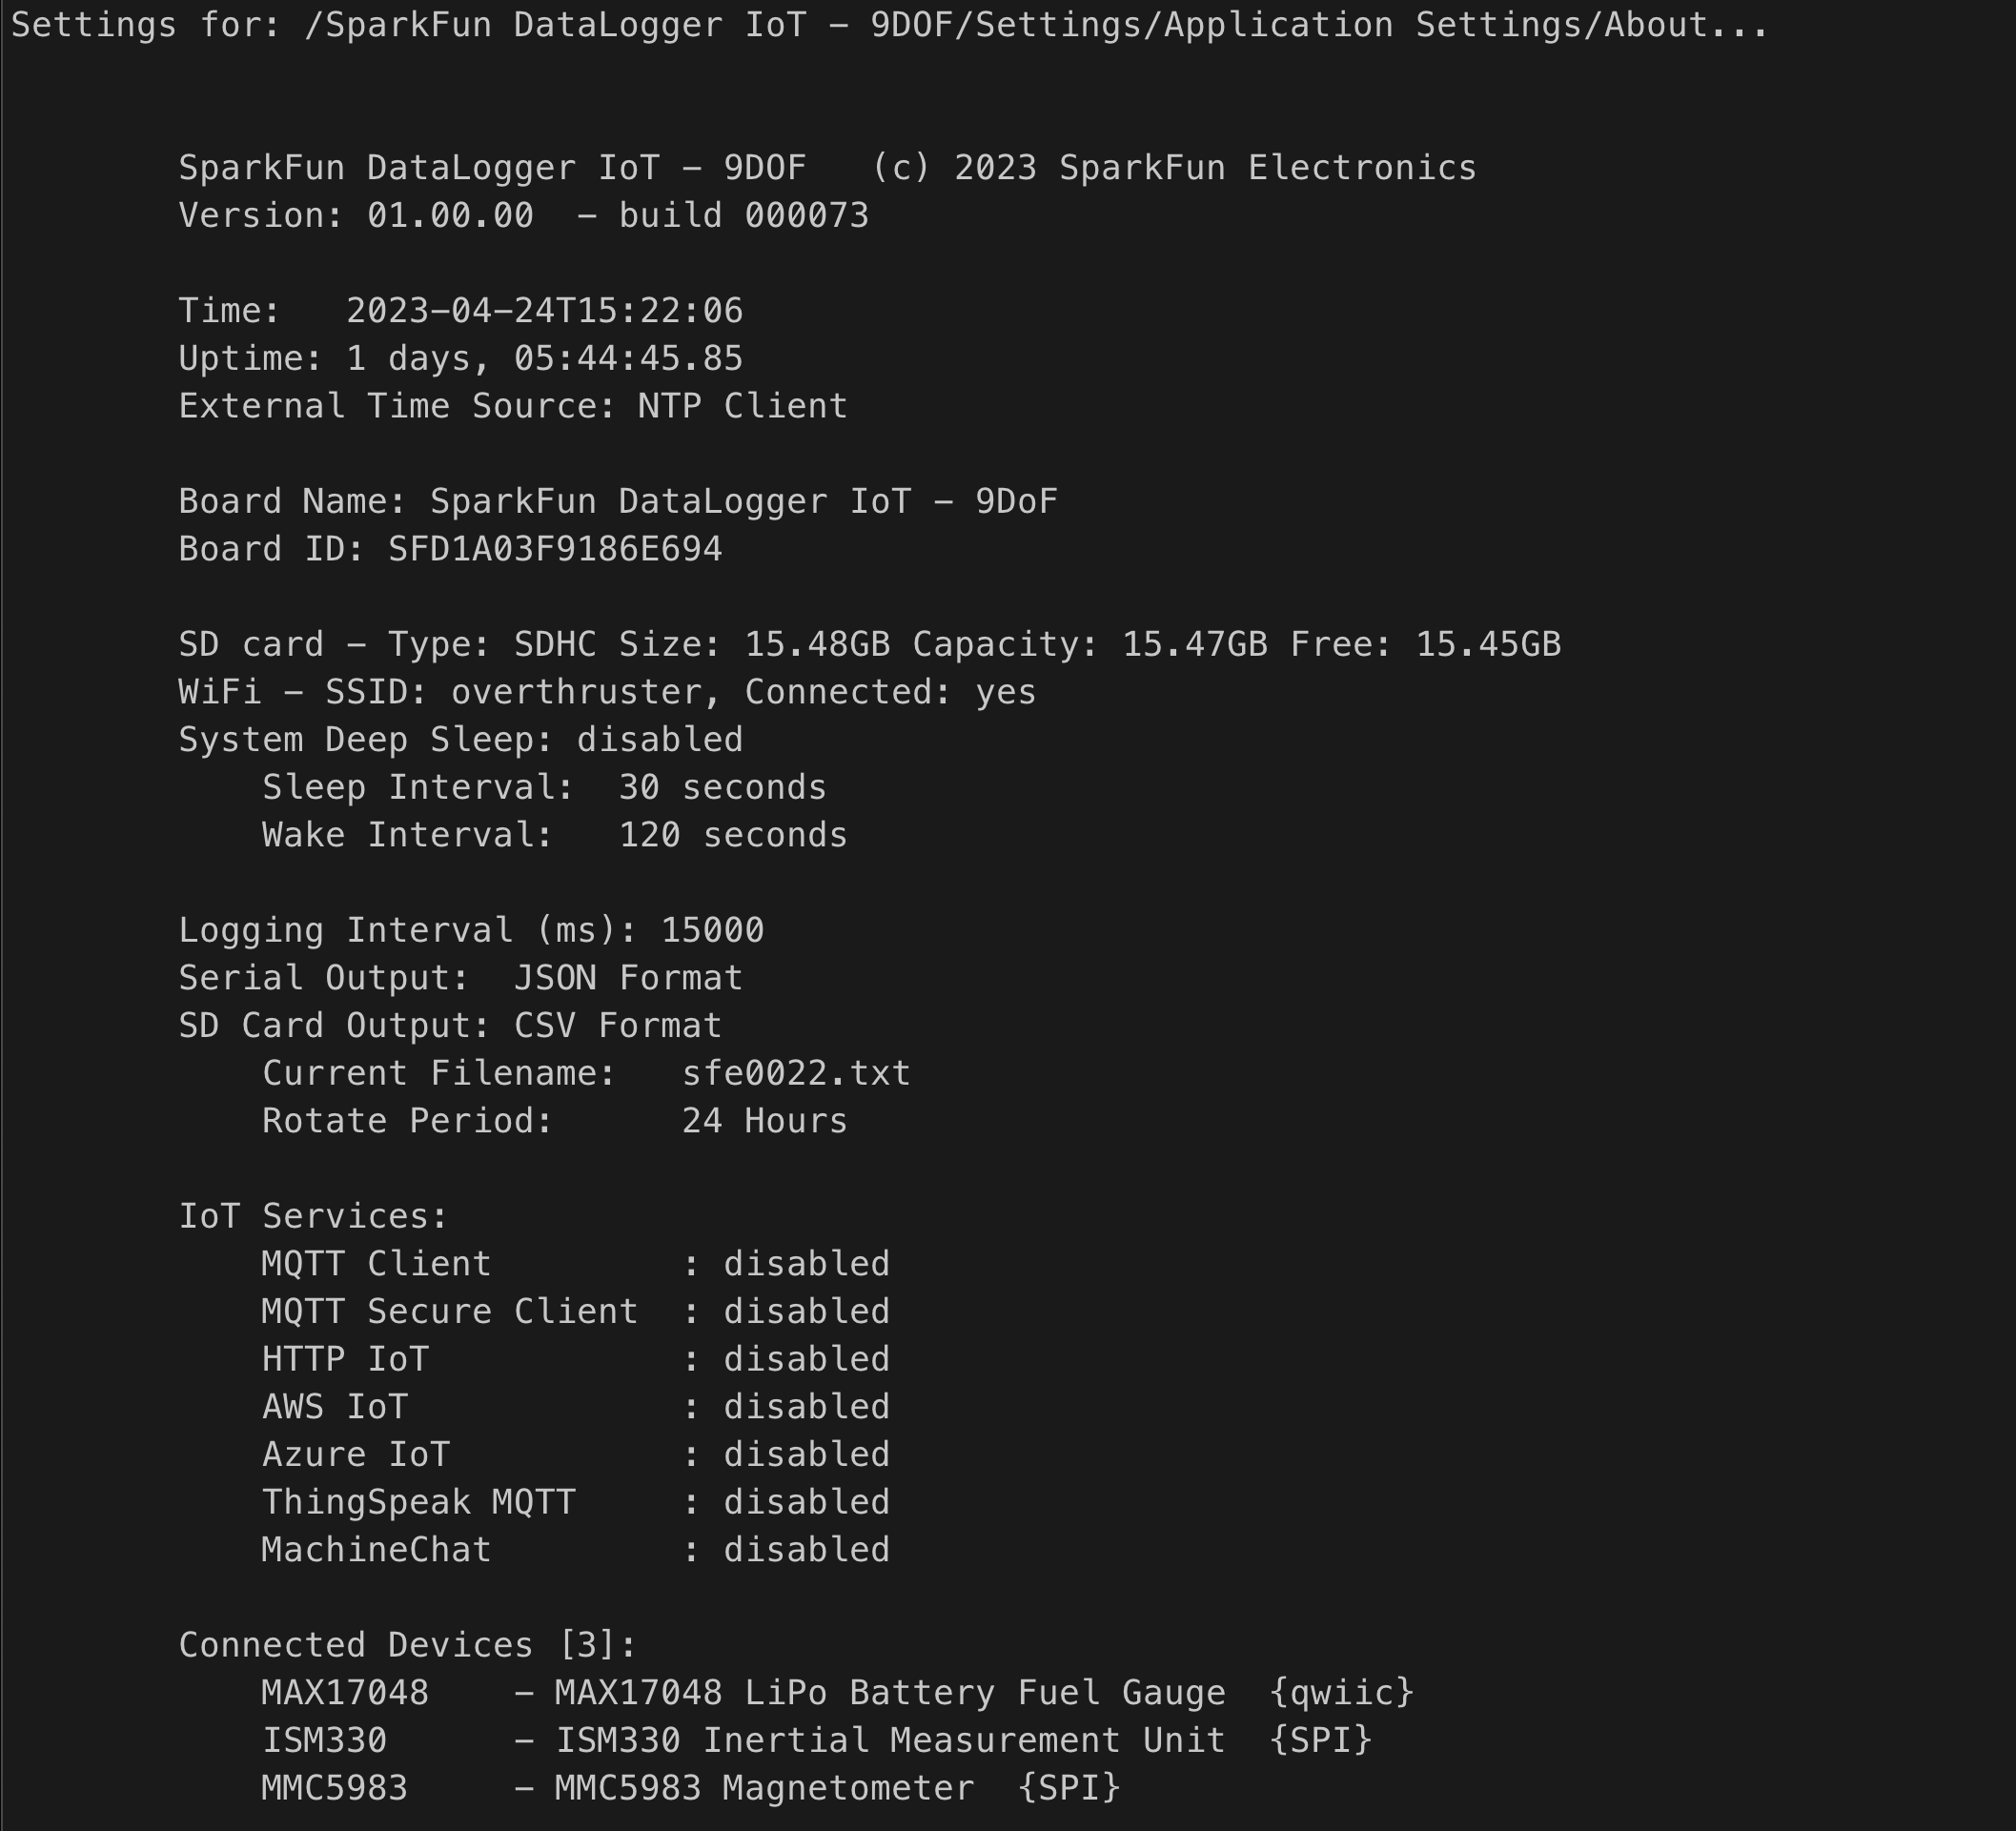 Settings for: /SparkFun DataLogger IoT – 9DOF/Settings/Application Settings/About...
SparkFun DataLogger IoT – 9DOF   (c) 2023 SparkFun Electronics
Version: 01.00.00  – build 000073
Time:   2023–04–24T15:22:06
Uptime: 1 days, 05:44:45.85
External Time Source: NTP Client
Board Name: SparkFun DataLogger IoT – 9DoF
Board ID: SFD1A03F9186E694
SD card – Type: SDHC Size: 15.48GB Capacity: 15.47GB Free: 15.45GB
WiFi – SSID: overthruster, Connected: yes
System Deep Sleep: disabled
    Sleep Interval:  30 seconds
    Wake Interval:   120 seconds
Logging Interval (ms): 15000
Serial Output:  JSON Format
SD Card Output: CSV Format
    Current Filename:   sfe0022.txt
    Rotate Period:      24 Hours
IoT Services:
    MQTT Client         : disabled
    MQTT Secure Client  : disabled
    HTTP IoT            : disabled
    AWS IoT             : disabled
    Azure IoT           : disabled
    ThingSpeak MQTT     : disabled
    MachineChat         : disabled
Connected Devices [3]:
    MAX17048    – MAX17048 LiPo Battery Fuel Gauge  {qwiic}
    ISM330      – ISM330 Inertial Measurement Unit  {SPI}
    MMC5983     – MMC5983 Magnetometer  {SPI}